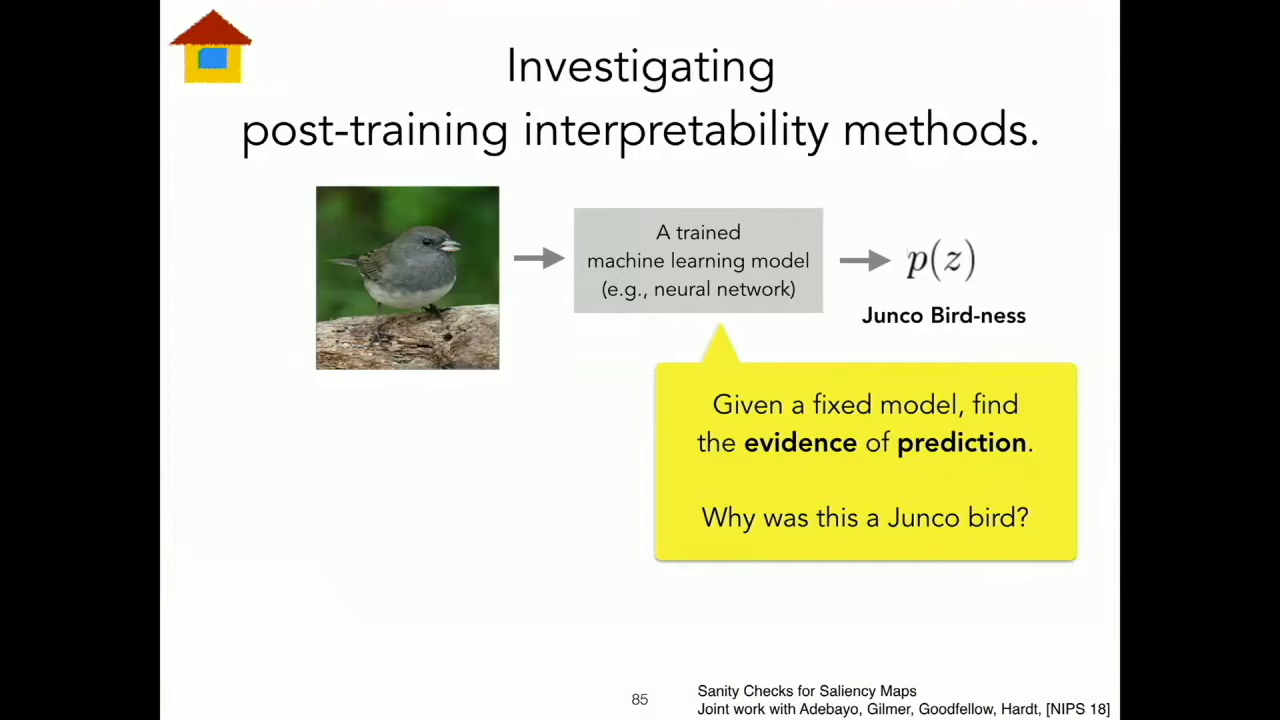 Investigating
post-training interpretability methods.
A trained
machine learning model
(e.g., neural network)
p(z)
Junco Bird-ness
Given a fixed model, find
the evidence of prediction.
Why was this a Junco bird?
85
Sanity Checks for Saliency Maps
Joint work with Adebayo, Gilmer, Goodfellow, Hardt, [NIPS 18]